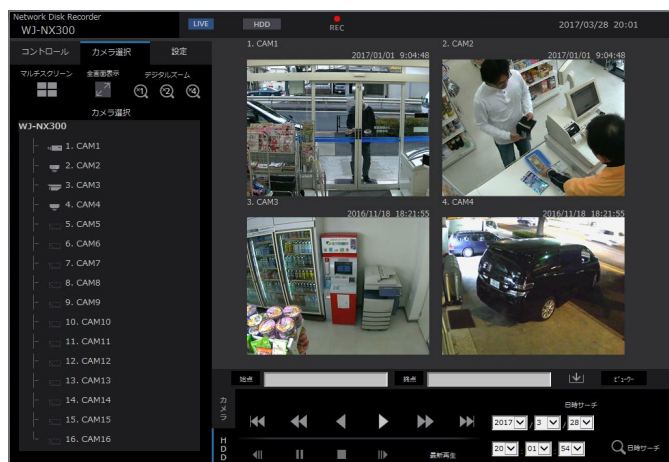 Network Disk Recorder
WJ-NX300
LIVE
HDD
REC
2017/03/28 20:01
コントロール
カメラ選択
設定
マルチスクリーン
全画面表示
デジタルズーム
×1
×2
×4
カメラ選択
WJ-NX300
1. CAM1
2. CAM2
3. CAM3
4. CAM4
5. CAM5
6. CAM6
7. CAM7
8. CAM8
9. CAM9
10. CAM10
11. CAM11
12. CAM12
13. CAM13
14. CAM14
15. CAM15
16. CAM16
1. CAM1
2017/01/01 9:04:48
2. CAM2
2017/01/01 9:04:48
3. CAM3
2016/11/18 18:21:55
4. CAM4
2016/11/18 18:21:55
始点
終点
ビューワー
カメラ
HDD
最新再生
日時サーチ
2017 / 3 / 28
20 : 01 : 54
日時サーチ